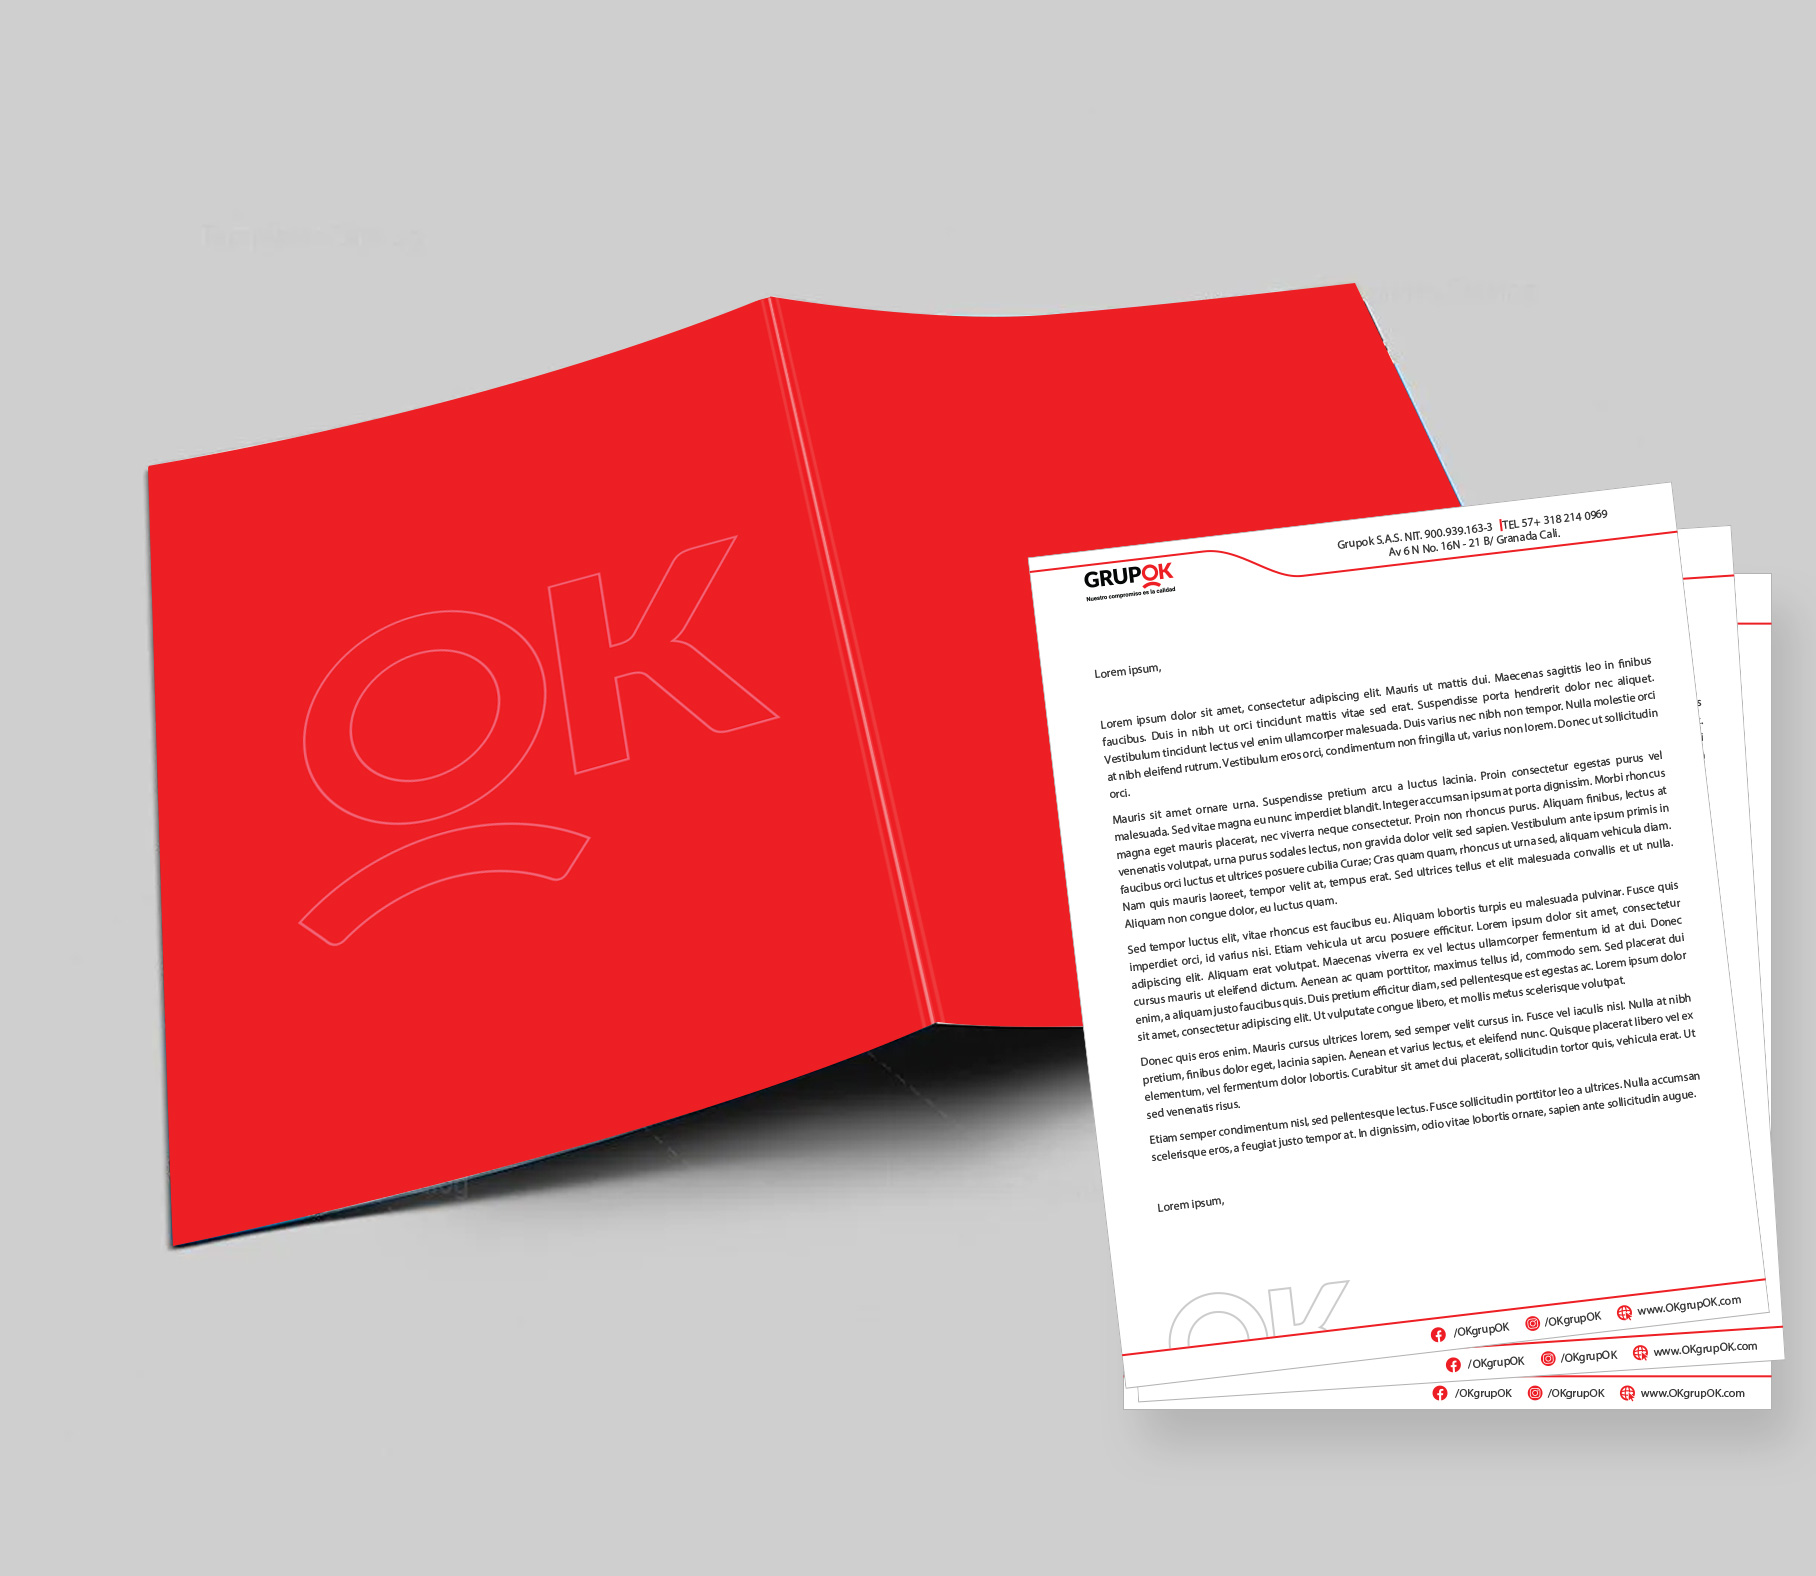 OK
Grupok S.A.S. NIT. 900.939.163-3 |TEL 57+ 318 214 0969
Av 6 N No. 16N - 21 B/ Granada Cali.
GRUPOK
Nuestro compromiso es la calidad
Lorem ipsum,
Lorem ipsum dolor sit amet, consectetur adipiscing elit. Mauris ut mattis dui. Maecenas sagittis leo in finibus
faucibus. Duis in nibh ut orci tincidunt mattis vitae sed erat. Suspendisse porta hendrerit dolor nec aliquet.
Vestibulum tincidunt lectus vel enim ullamcorper malesuada. Duis varius nec nibh non tempor. Nulla molestie orci
at nibh eleifend rutrum. Vestibulum eros orci, condimentum non fringilla ut, varius non lorem. Donec ut sollicitudin
orci.
Mauris sit amet ornare urna. Suspendisse pretium arcu a luctus lacinia. Proin consectetur egestas purus vel
malesuada. Sed vitae magna eu nunc imperdiet blandit. Integer accumsan ipsum at porta dignissim. Morbi rhoncus
magna eget mauris placerat, nec viverra neque consectetur. Proin non rhoncus purus. Aliquam finibus, lectus at
venenatis volutpat, urna purus sodales lectus, non gravida dolor velit sed sapien. Vestibulum ante ipsum primis in
faucibus orci luctus et ultrices posuere cubilia Curae; Cras quam quam, rhoncus ut urna sed, aliquam vehicula diam.
Nam quis mauris laoreet, tempor velit at, tempus erat. Sed ultrices tellus et elit malesuada convallis et ut nulla.
Aliquam non congue dolor, eu luctus quam.
Sed tempor luctus elit, vitae rhoncus est faucibus eu. Aliquam lobortis turpis eu malesuada pulvinar. Fusce quis
imperdiet orci, id varius nisi. Etiam vehicula ut arcu posuere efficitur. Lorem ipsum dolor sit amet, consectetur
adipiscing elit. Aliquam erat volutpat. Maecenas viverra ex vel lectus ullamcorper fermentum id at dui. Donec
cursus mauris ut eleifend dictum. Aenean ac quam porttitor, maximus tellus id, commodo sem. Sed placerat dui
enim, a aliquam justo faucibus quis. Duis pretium efficitur diam, sed pellentesque est egestas ac. Lorem ipsum dolor
sit amet, consectetur adipiscing elit. Ut vulputate congue libero, et mollis metus scelerisque volutpat.
Donec quis eros enim. Mauris cursus ultrices lorem, sed semper velit cursus in. Fusce vel iaculis nisl. Nulla at nibh
pretium, finibus dolor eget, lacinia sapien. Aenean et varius lectus, et eleifend nunc. Quisque placerat libero vel ex
elementum, vel fermentum dolor lobortis. Curabitur sit amet dui placerat, sollicitudin tortor quis, vehicula erat. Ut
sed venenatis risus.
Etiam semper condimentum nisl, sed pellentesque lectus. Fusce sollicitudin porttitor leo a ultrices. Nulla accumsan
scelerisque eros, a feugiat justo tempor at. In dignissim, odio vitae lobortis ornare, sapien ante sollicitudin augue.
Lorem ipsum,
OK
/OKgrupOK /OKgrupOK www.OKgrupOK.com
/OKgrupOK /OKgrupOK www.OKgrupOK.com
/OKgrupOK /OKgrupOK www.OKgrupOK.com